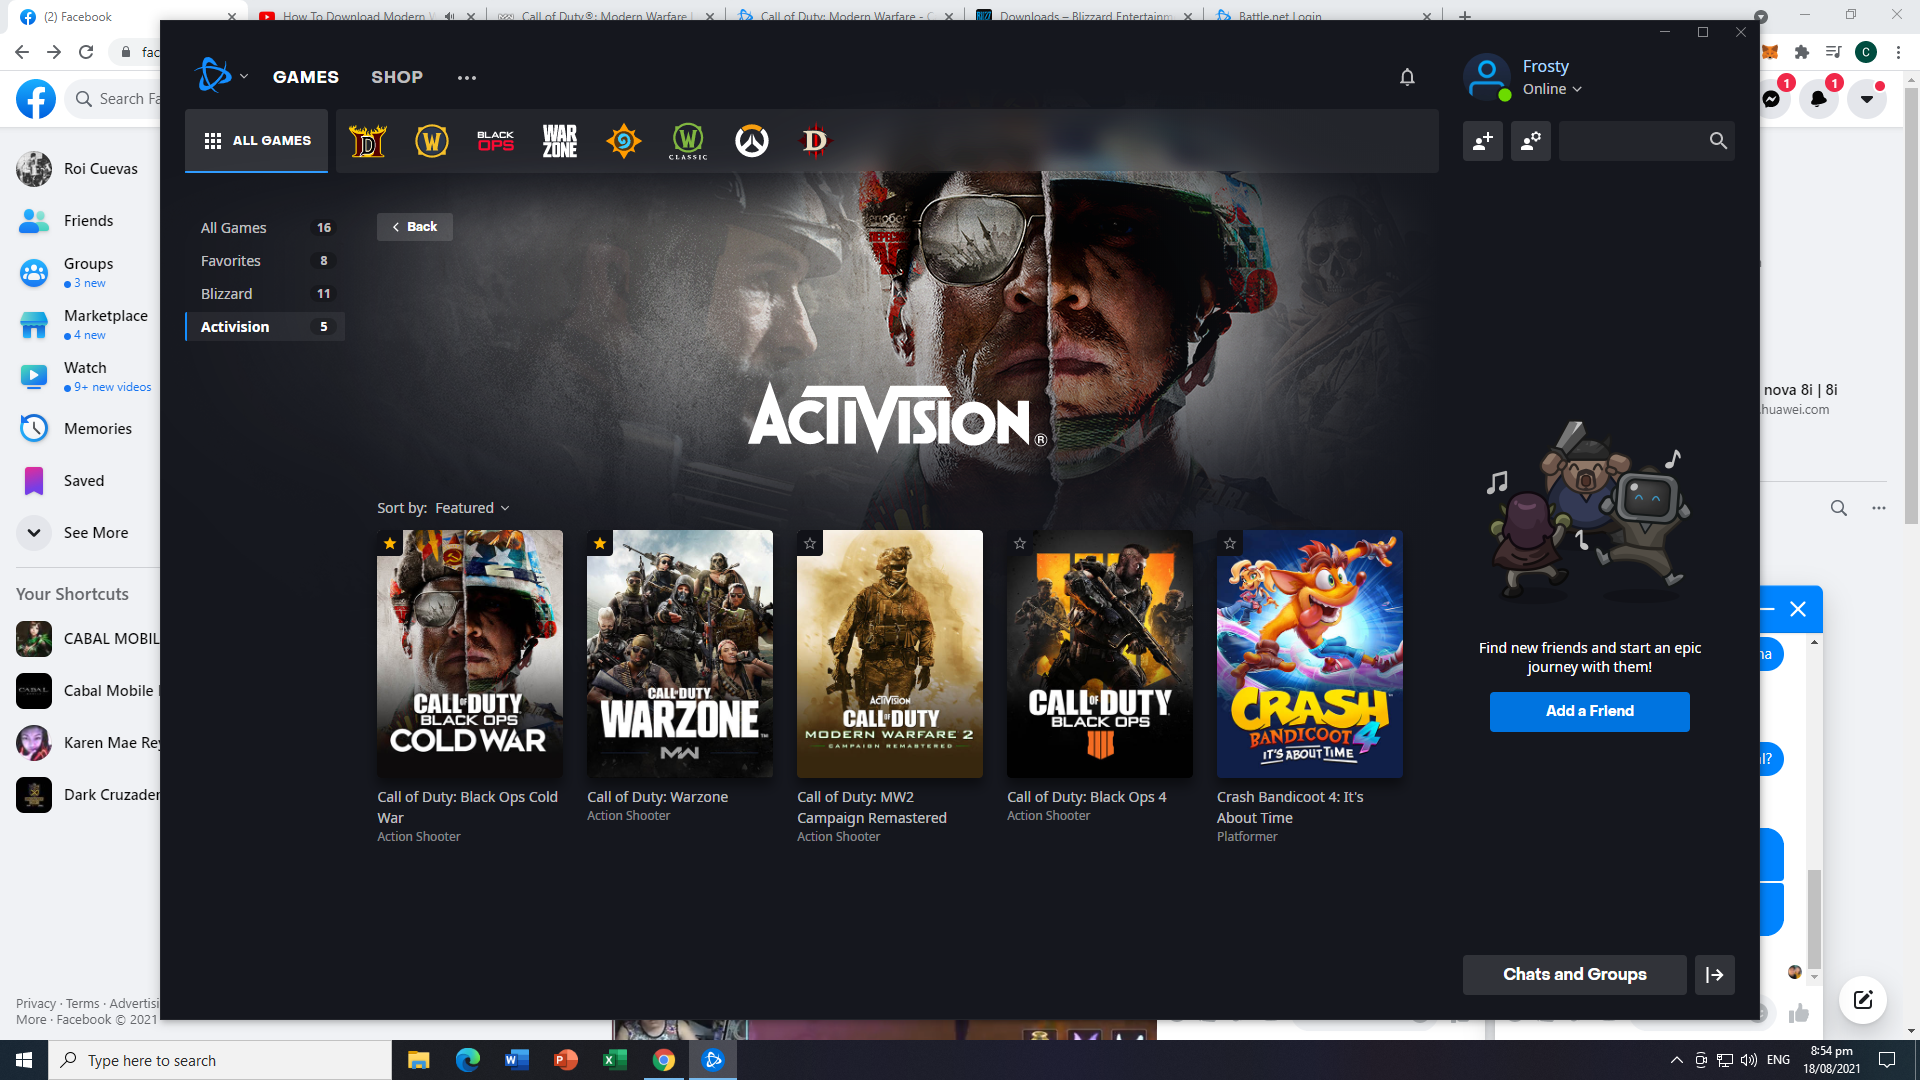 (2) Facebook
How To Download Modern W
Call of Duty®: Modern Warfare
Call of Duty: Modern Warfare - C
Downloads – Blizzard Entertainm
Battle.net Login
fac
C
Search Fa
GAMES
SHOP
Frosty
Online
1
1
ALL GAMES
D
W
BLACK
OPS
WAR
ZONE
W
CLASSIC
D
Roi Cuevas
Friends
Groups
3 new
Marketplace
4 new
Watch
9+ new videos
Memories
Saved
See More
Your Shortcuts
CABAL MOBIL
Cabal Mobile
Karen Mae Rey
Dark Cruzader
Privacy · Terms · Advertisi
More · Facebook © 2021
All Games 16
Favorites 8
Blizzard 11
Activision 5
Back
ACTIVISION®
Sort by: Featured
CALL OF DUTY
BLACK OPS
COLD WAR
CALL OF DUTY
WARZONE
MW
ACTIVISION
CALL OF DUTY
MODERN WARFARE 2
CAMPAIGN REMASTERED
CALL OF DUTY
BLACK OPS
IIII
CRASH
BANDICOOT 4
IT'S ABOUT TIME
Call of Duty: Black Ops Cold
War
Action Shooter
Call of Duty: Warzone
Action Shooter
Call of Duty: MW2
Campaign Remastered
Action Shooter
Call of Duty: Black Ops 4
Action Shooter
Crash Bandicoot 4: It's
About Time
Platformer
Find new friends and start an epic
journey with them!
Add a Friend
Chats and Groups
nova 8i | 8i
.huawei.com
na
l?
Type here to search
ENG
8:54 pm
18/08/2021